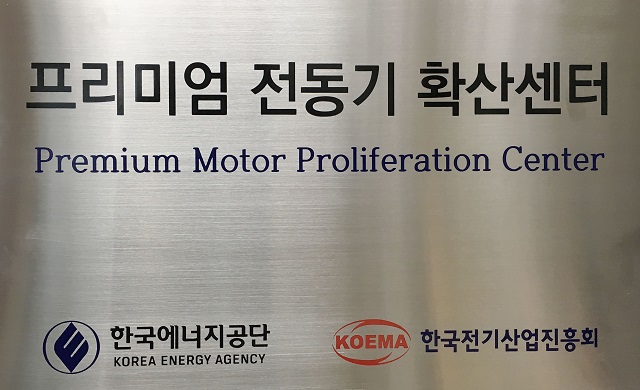 프리미엄 전동기 확산센터
Premium Motor Proliferation Center
한국에너지공단
KOREA ENERGY AGENCY
KOEMA 한국전기산업진흥회